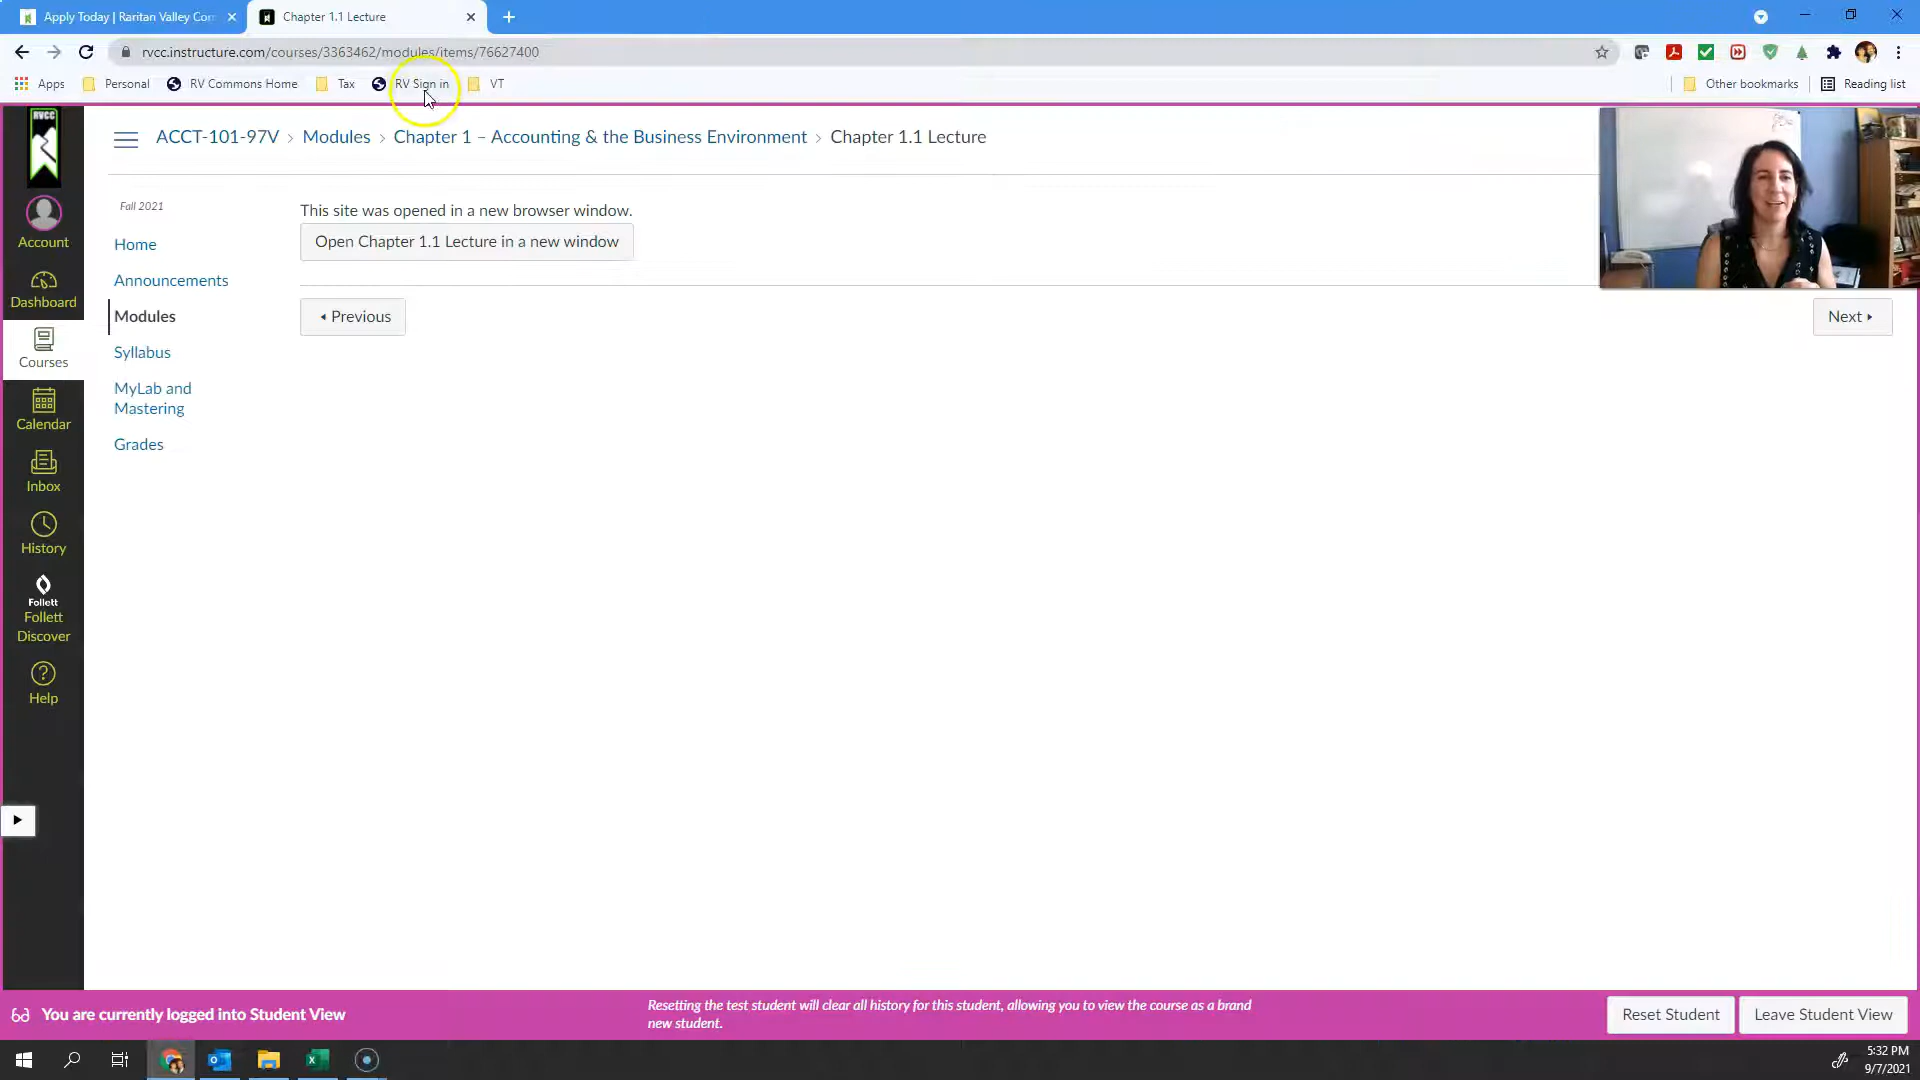 Apply Today | Raritan Valley Com
Chapter 1.1 Lecture
rvcc.instructure.com/courses/3363462/modules/items/76627400
Apps
Personal
RV Commons Home
Tax
RV Sign in
VT
Other bookmarks
Reading list
RVCC
ACCT-101-97V › Modules › Chapter 1 – Accounting & the Business Environment › Chapter 1.1 Lecture
Account
Dashboard
Courses
Calendar
Inbox
History
Follett
Follett
Discover
Help
Fall 2021
Home
Announcements
Modules
Syllabus
MyLab and
Mastering
Grades
This site was opened in a new browser window.
Open Chapter 1.1 Lecture in a new window
Previous
Next
You are currently logged into Student View
Resetting the test student will clear all history for this student, allowing you to view the course as a brand
new student.
Reset Student
Leave Student View
5:32 PM
9/7/2021